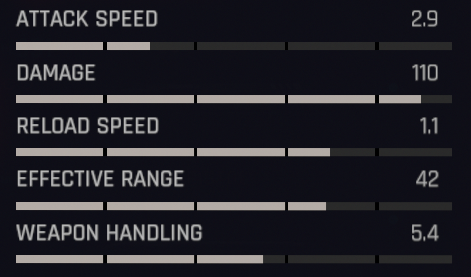 ATTACK SPEED 2.9
DAMAGE 110
RELOAD SPEED 1.1
EFFECTIVE RANGE 42
WEAPON HANDLING 5.4